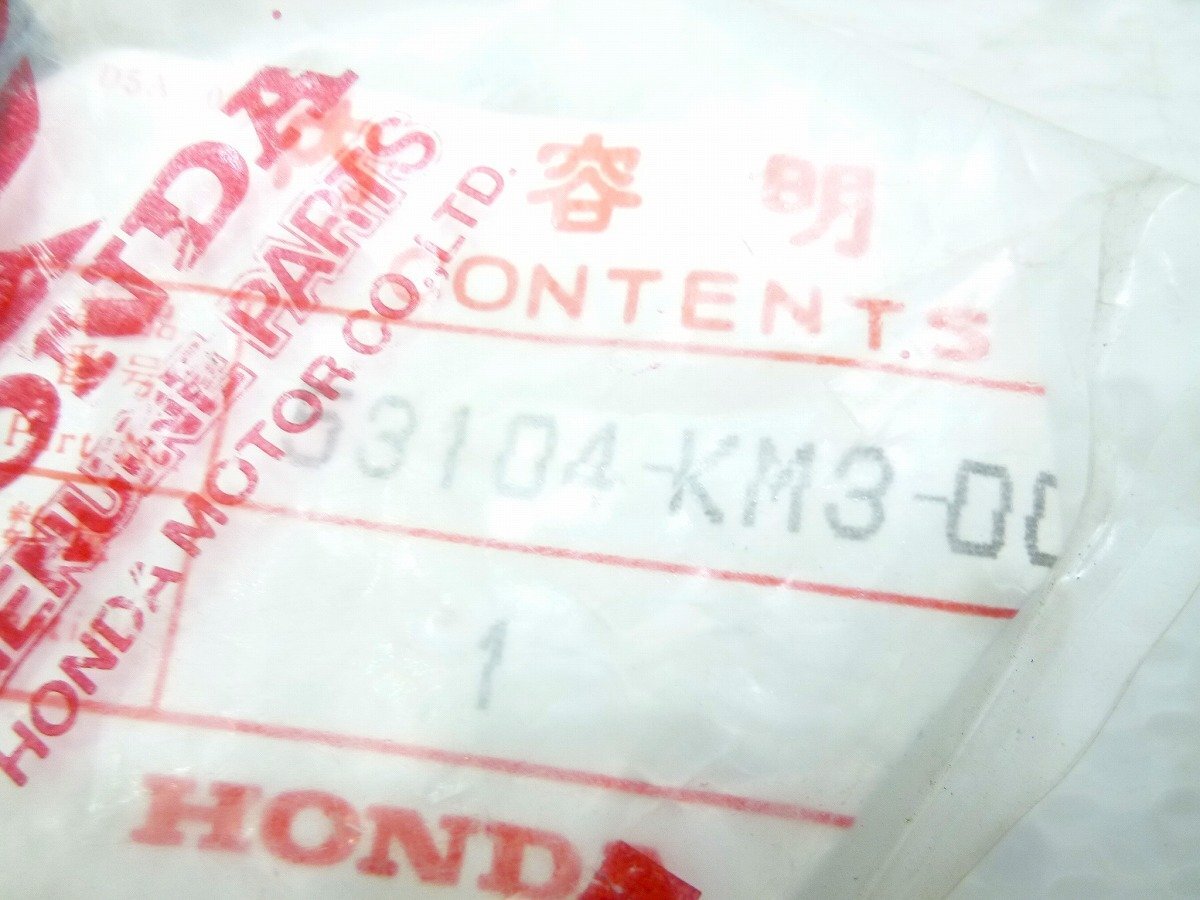 容 明
CONTENTS
53104-KM3-00
1
HONDA
HONDA
GENUINE PARTS
HONDA MOTOR CO.,LTD.